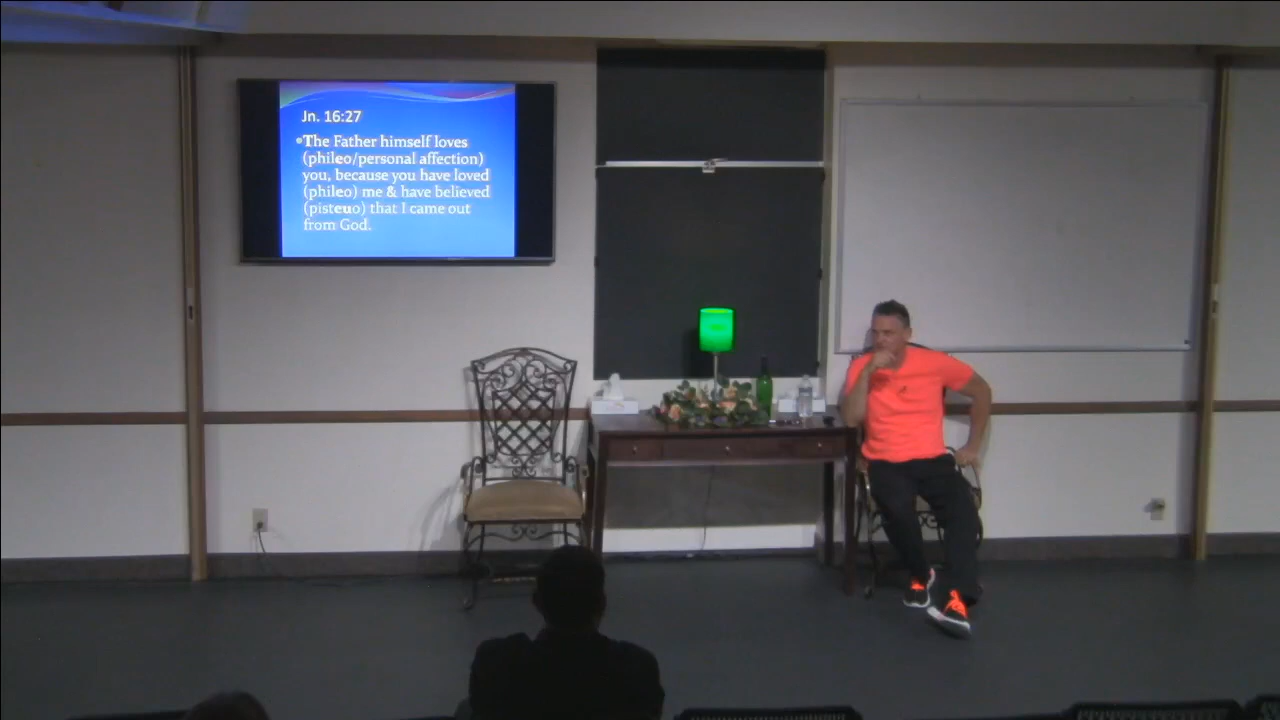 Jn. 16:27
•The Father himself loves
(phileo/personal affection)
you, because you have loved
(phileo) me & have believed
(pisteuo) that I came out
from God.